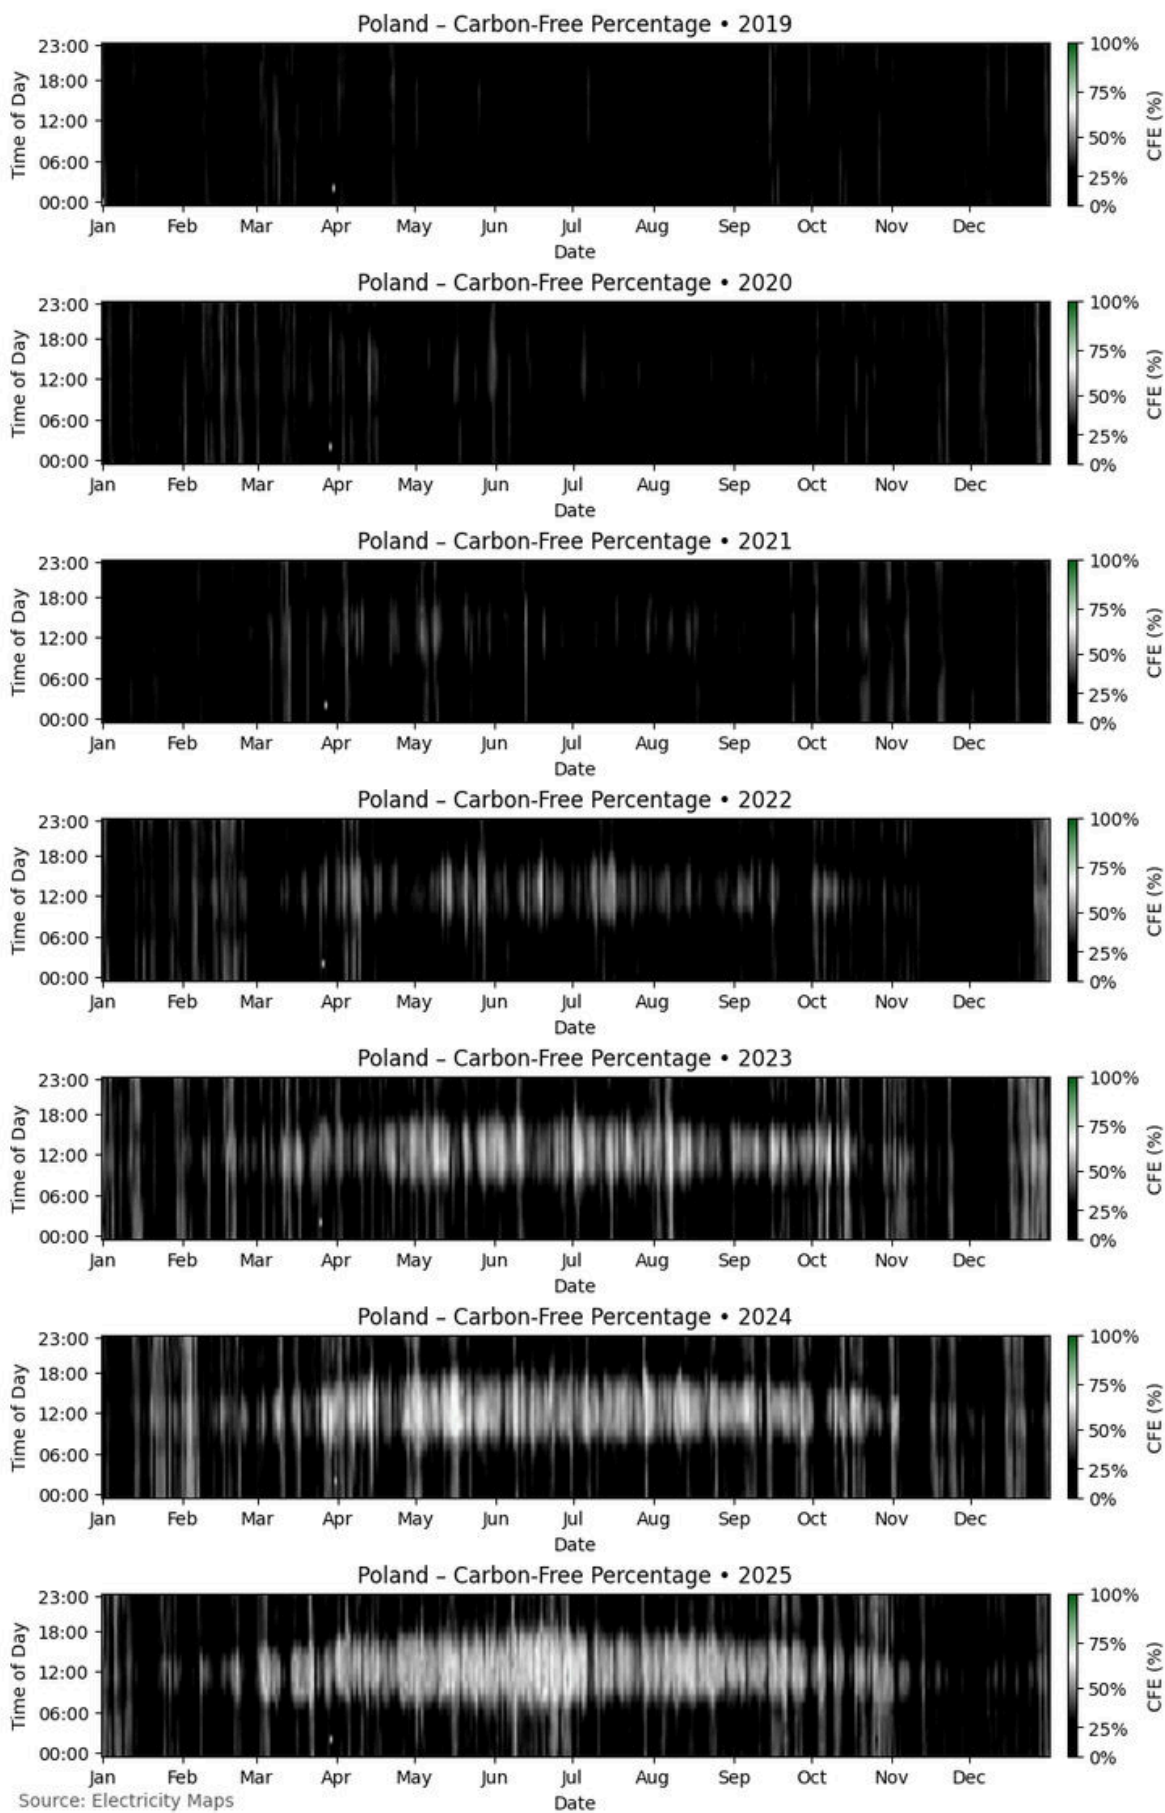 Poland – Carbon-Free Percentage • 2019
23:00
18:00
12:00
06:00
00:00
Time of Day
Jan Feb Mar Apr May Jun Jul Aug Sep Oct Nov Dec
Date
100%
75%
50%
25%
0%
CFE (%)
Poland – Carbon-Free Percentage • 2020
23:00
18:00
12:00
06:00
00:00
Time of Day
Jan Feb Mar Apr May Jun Jul Aug Sep Oct Nov Dec
Date
100%
75%
50%
25%
0%
CFE (%)
Poland – Carbon-Free Percentage • 2021
23:00
18:00
12:00
06:00
00:00
Time of Day
Jan Feb Mar Apr May Jun Jul Aug Sep Oct Nov Dec
Date
100%
75%
50%
25%
0%
CFE (%)
Poland – Carbon-Free Percentage • 2022
23:00
18:00
12:00
06:00
00:00
Time of Day
Jan Feb Mar Apr May Jun Jul Aug Sep Oct Nov Dec
Date
100%
75%
50%
25%
0%
CFE (%)
Poland – Carbon-Free Percentage • 2023
23:00
18:00
12:00
06:00
00:00
Time of Day
Jan Feb Mar Apr May Jun Jul Aug Sep Oct Nov Dec
Date
100%
75%
50%
25%
0%
CFE (%)
Poland – Carbon-Free Percentage • 2024
23:00
18:00
12:00
06:00
00:00
Time of Day
Jan Feb Mar Apr May Jun Jul Aug Sep Oct Nov Dec
Date
100%
75%
50%
25%
0%
CFE (%)
Poland – Carbon-Free Percentage • 2025
23:00
18:00
12:00
06:00
00:00
Time of Day
Jan Feb Mar Apr May Jun Jul Aug Sep Oct Nov Dec
Date
100%
75%
50%
25%
0%
CFE (%)
Source: Electricity Maps